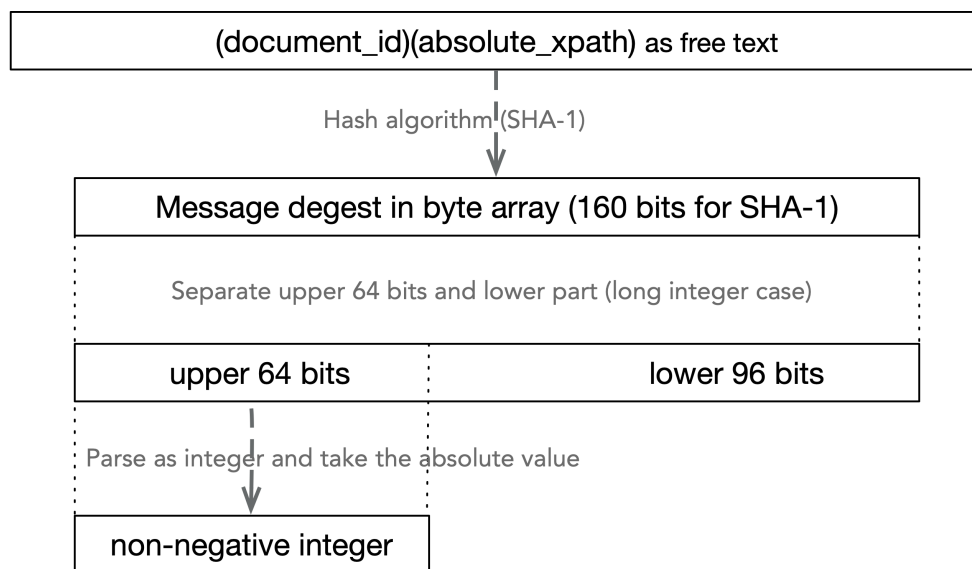 (document_id)(absolute_xpath) as free text
Hash algorithm (SHA-1)
Message degest in byte array (160 bits for SHA-1)
Separate upper 64 bits and lower part (long integer case)
upper 64 bits lower 96 bits
Parse as integer and take the absolute value
non-negative integer